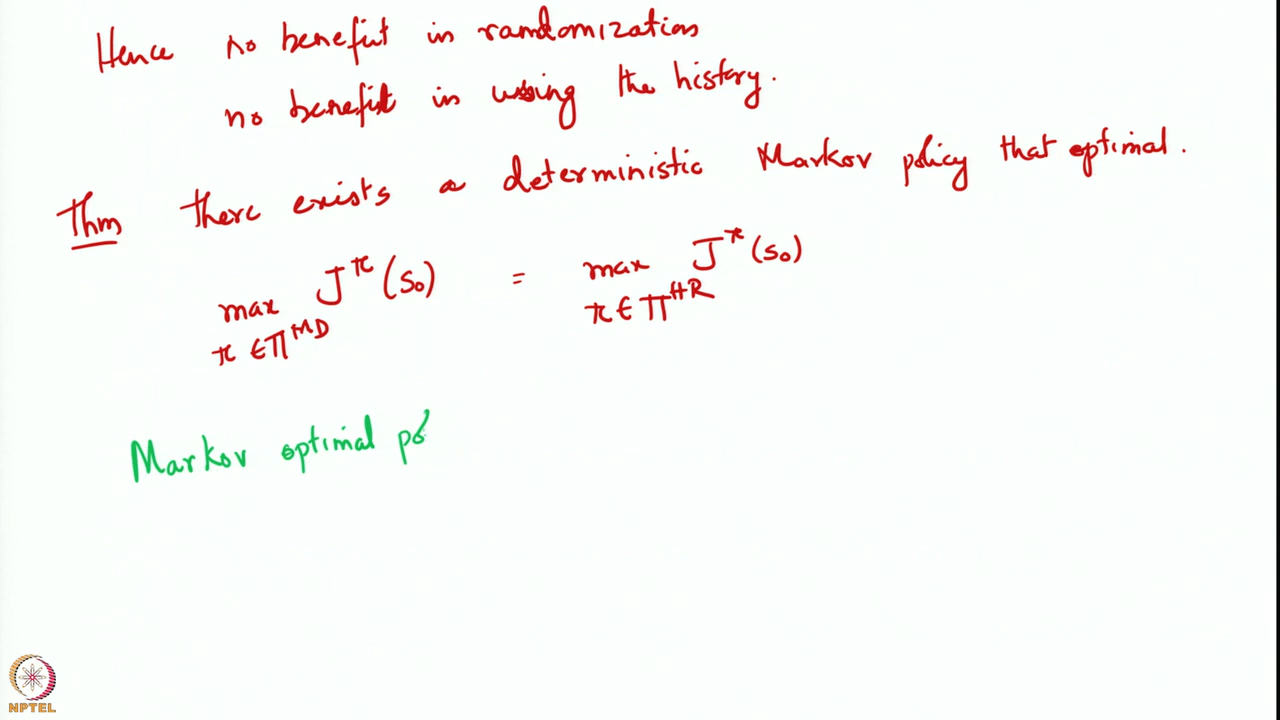 Hence no benefit in randomization
no benefit in using the history.
Thm there exists a deterministic Markov policy that optimal.
max J^π (s₀) = max J^π (s₀)
π ∈ Π^MD π ∈ Π^HR
Markov optimal po
NPTEL